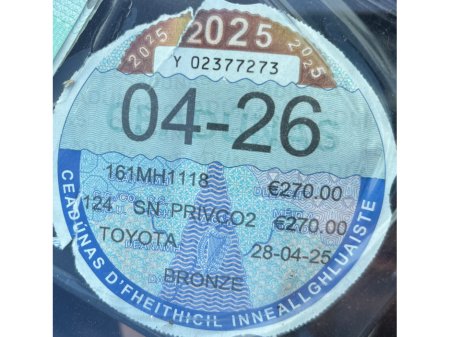 2025 2025 2025
Y 02377273
04-26
161MH1118 €270.00
124 SN PRIVCO2 €270.00
TOYOTA 28-04-25
BRONZE
CEADÚNAS D'FHEITHICIL INNEALLGHLUAISTE